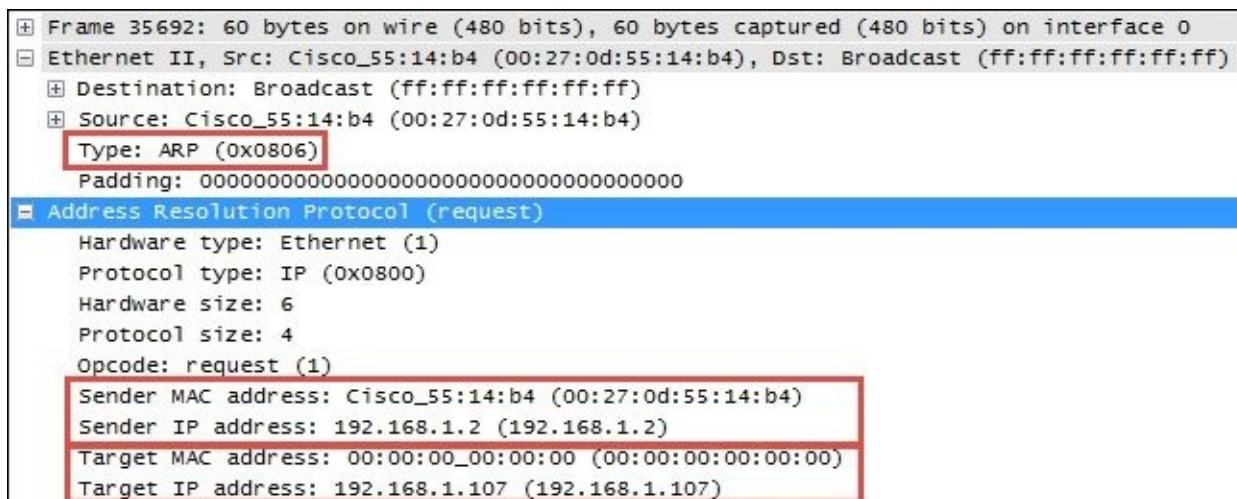 Frame 35692: 60 bytes on wire (480 bits), 60 bytes captured (480 bits) on interface 0
Ethernet II, Src: Cisco_55:14:b4 (00:27:0d:55:14:b4), Dst: Broadcast (ff:ff:ff:ff:ff:ff)
Destination: Broadcast (ff:ff:ff:ff:ff:ff)
Source: Cisco_55:14:b4 (00:27:0d:55:14:b4)
Type: ARP (0x0806)
Padding: 000000000000000000000000000000000000
Address Resolution Protocol (request)
Hardware type: Ethernet (1)
Protocol type: IP (0x0800)
Hardware size: 6
Protocol size: 4
Opcode: request (1)
Sender MAC address: Cisco_55:14:b4 (00:27:0d:55:14:b4)
Sender IP address: 192.168.1.2 (192.168.1.2)
Target MAC address: 00:00:00_00:00:00 (00:00:00:00:00:00)
Target IP address: 192.168.1.107 (192.168.1.107)